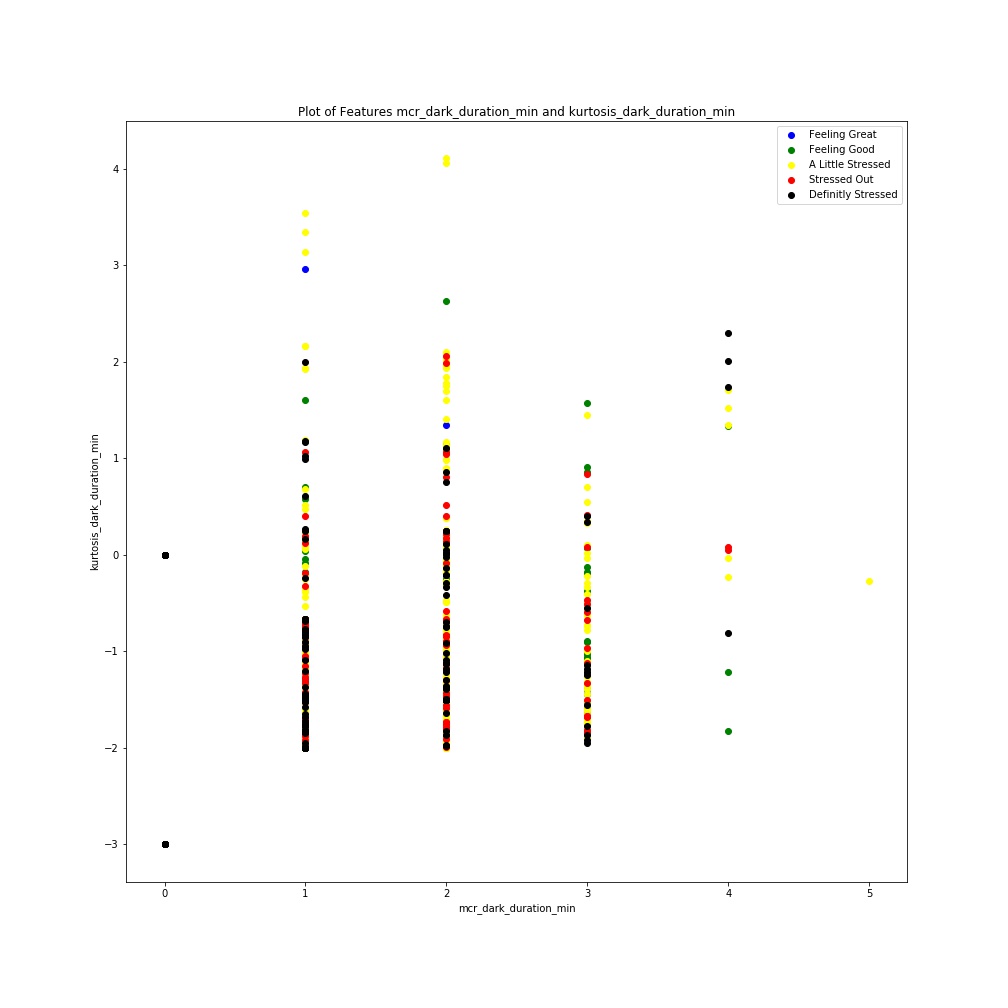 Plot of Features mcr_dark_duration_min and kurtosis_dark_duration_min
Feeling Great
Feeling Good
A Little Stressed
Stressed Out
Definitly Stressed
kurtosis_dark_duration_min
4
3
2
1
0
−1
−2
−3
0 1 2 3 4 5
mcr_dark_duration_min